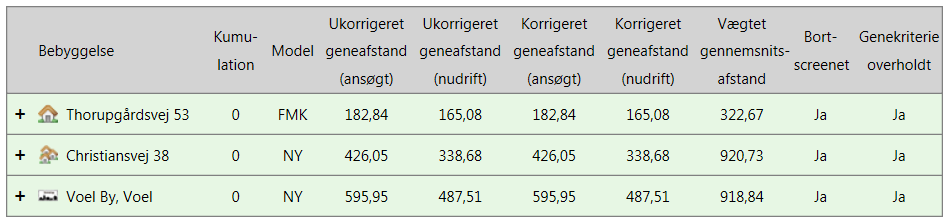 Bebyggelse Kumu-lation Model Ukorrigeret geneafstand (ansøgt) Ukorrigeret geneafstand (nudrift) Korrigeret geneafstand (ansøgt) Korrigeret geneafstand (nudrift) Vægtet gennemsnits-afstand Bort-screenet Genekriterie overholdt
+ Thorupgårdsvej 53 0 FMK 182,84 165,08 182,84 165,08 322,67 Ja Ja
+ Christiansvej 38 0 NY 426,05 338,68 426,05 338,68 920,73 Ja Ja
+ Voel By, Voel 0 NY 595,95 487,51 595,95 487,51 918,84 Ja Ja